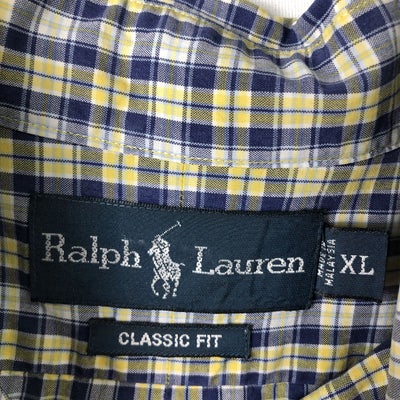 Ralph Lauren
MADE IN
MALAYSIA
XL
CLASSIC FIT